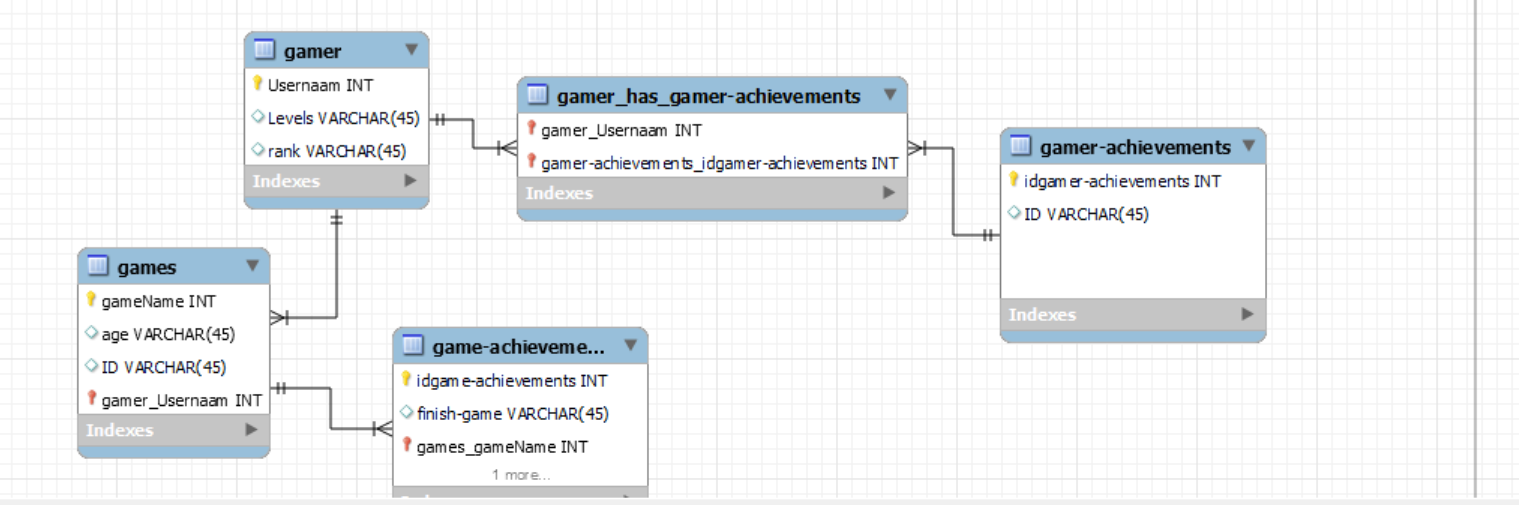 gamer
Usernaam INT
Levels VARCHAR(45)
rank VARCHAR(45)
Indexes
gamer_has_gamer-achievements
gamer_Usernaam INT
gamer-achievements_idgamer-achievements INT
Indexes
gamer-achievements
idgamer-achievements INT
ID VARCHAR(45)
Indexes
games
gameName INT
age VARCHAR(45)
ID VARCHAR(45)
gamer_Usernaam INT
Indexes
game-achieveme...
idgame-achievements INT
finish-game VARCHAR(45)
games_gameName INT
1 more...